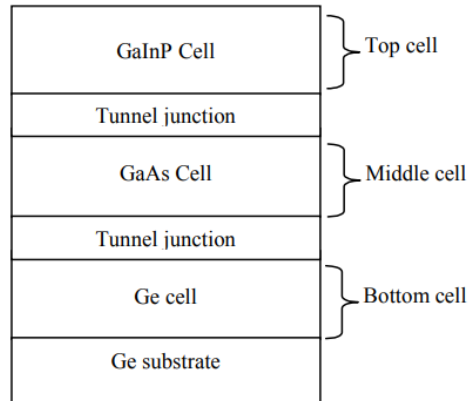 GaInP Cell
Top cell
Tunnel junction
GaAs Cell
Middle cell
Tunnel junction
Ge cell
Bottom cell
Ge substrate